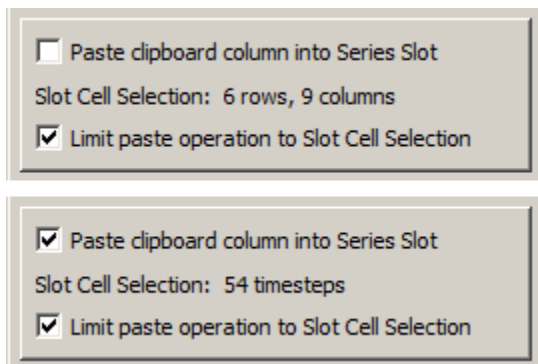 Paste clipboard column into Series Slot
Slot Cell Selection: 6 rows, 9 columns
Limit paste operation to Slot Cell Selection
Paste clipboard column into Series Slot
Slot Cell Selection: 54 timesteps
Limit paste operation to Slot Cell Selection